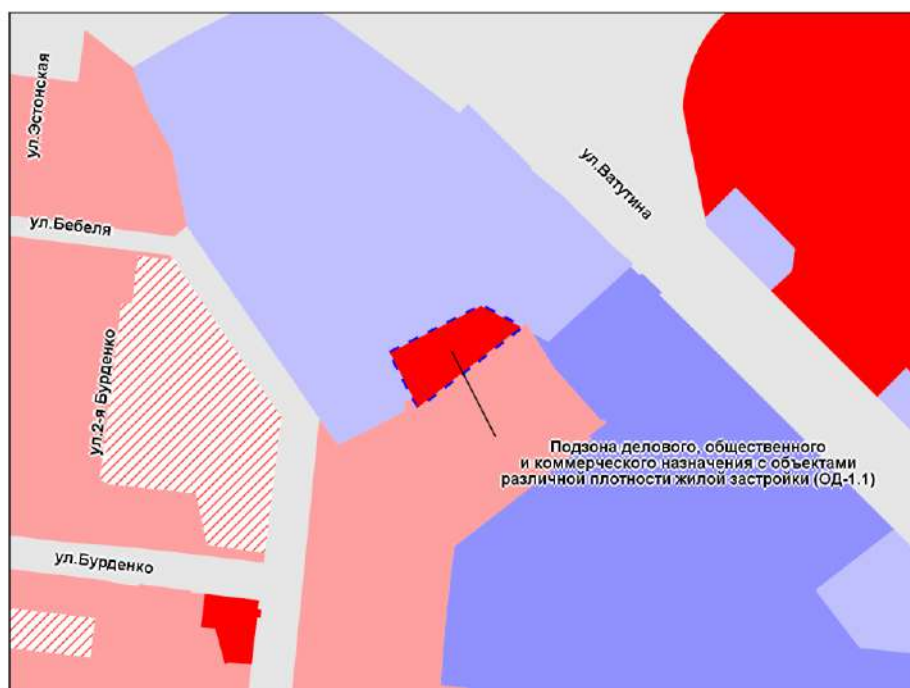 ул.Эстонская
ул.Ватутина
ул.Бебеля
ул.2-я Бурденко
Подзона делового, общественного
и коммерческого назначения с объектами
различной плотности жилой застройки (ОД-1.1)
ул.Бурденко